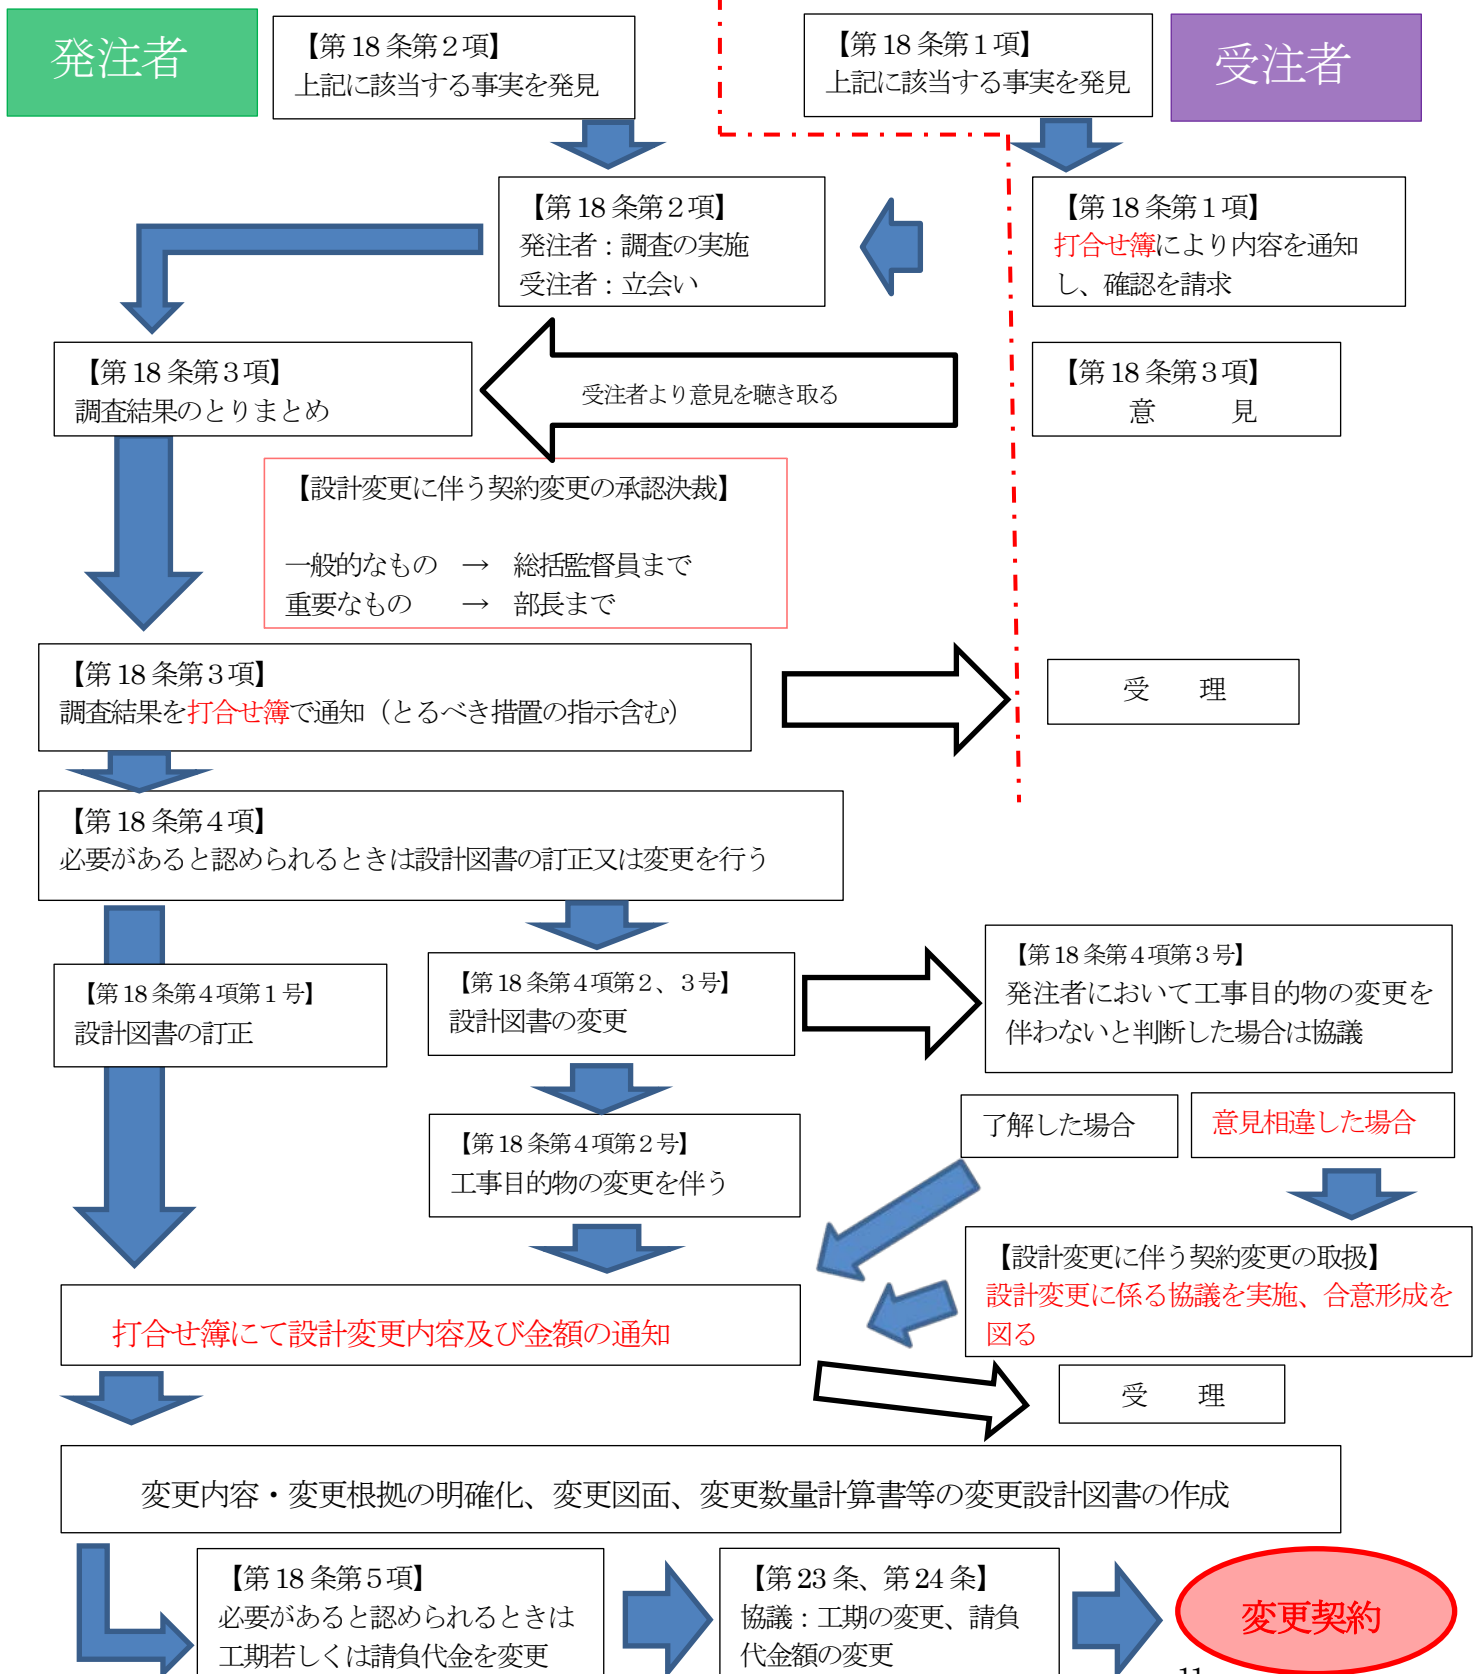 発注者
【第18条第２項】
上記に該当する事実を発見
【第18条第１項】
上記に該当する事実を発見
受注者
【第18条第２項】
発注者：調査の実施
受注者：立会い
【第18条第１項】
打合せ簿により内容を通知
し、確認を請求
【第18条第３項】
調査結果のとりまとめ
受注者より意見を聴き取る
【第18条第３項】
意　見
【設計変更に伴う契約変更の承認決裁】
一般的なもの　→　総括監督員まで
重要なもの　→　部長まで
【第18条第３項】
調査結果を打合せ簿で通知（とるべき措置の指示含む）
受　理
【第18条第４項】
必要があると認められるときは設計図書の訂正又は変更を行う
【第18条第４項第１号】
設計図書の訂正
【第18条第４項第２、３号】
設計図書の変更
【第18条第４項第３号】
発注者において工事目的物の変更を
伴わないと判断した場合は協議
【第18条第４項第２号】
工事目的物の変更を伴う
了解した場合
意見相違した場合
【設計変更に伴う契約変更の取扱】
設計変更に係る協議を実施、合意形成を
図る
打合せ簿にて設計変更内容及び金額の通知
受　理
変更内容・変更根拠の明確化、変更図面、変更数量計算書等の変更設計図書の作成
【第18条第５項】
必要があると認められるときは
工期若しくは請負代金を変更
【第23条、第24条】
協議：工期の変更、請負
代金額の変更
変更契約
11